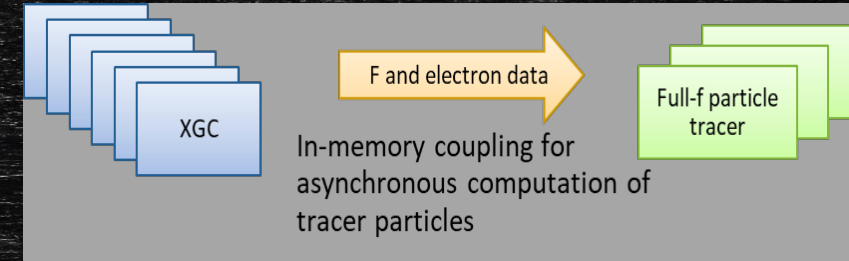 XGC
F and electron data
Full-f particle
tracer
In-memory coupling for
asynchronous computation of
tracer particles